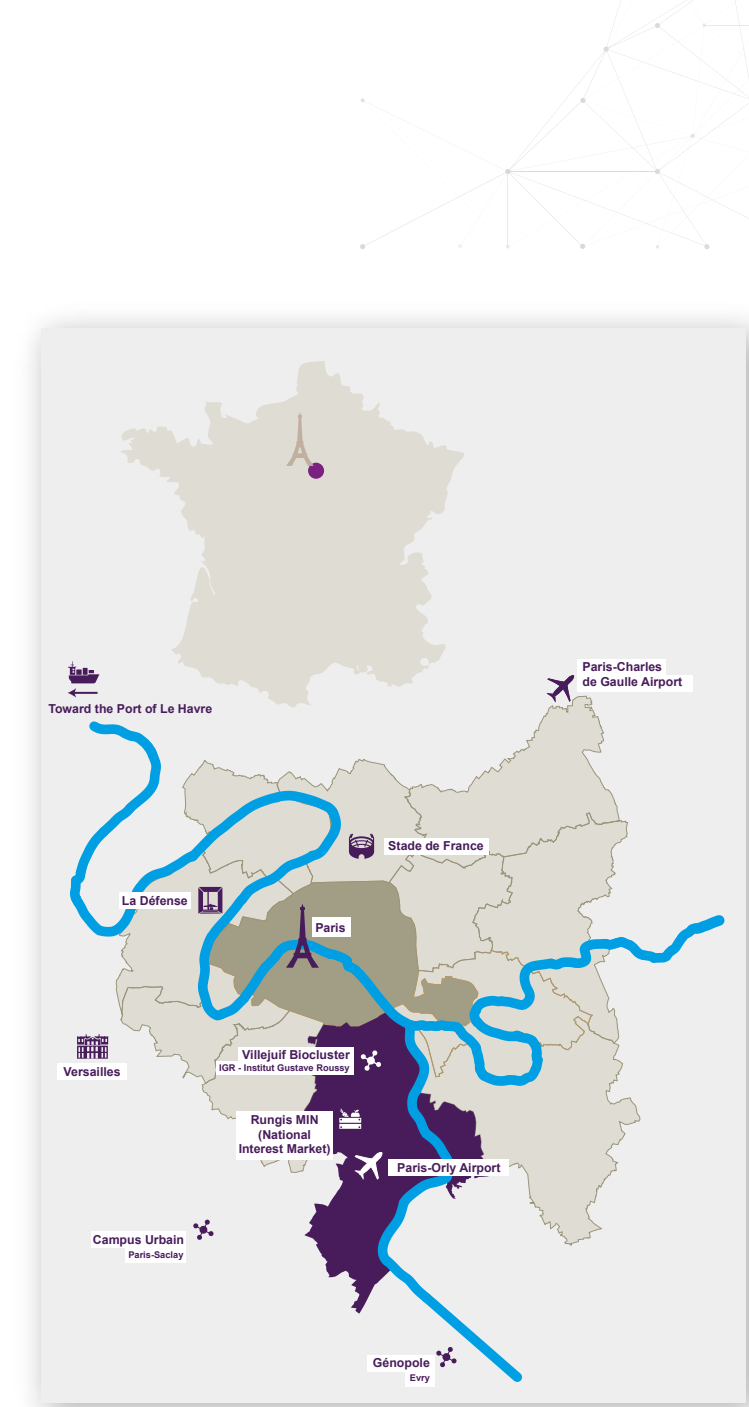 Paris-Charles
de Gaulle Airport
Toward the Port of Le Havre
Stade de France
La Défense
Paris
Villejuif Biocluster
IGR - Institut Gustave Roussy
Versailles
Rungis MIN
(National
Interest Market)
Paris-Orly Airport
Campus Urbain
Paris-Saclay
Génopole
Evry